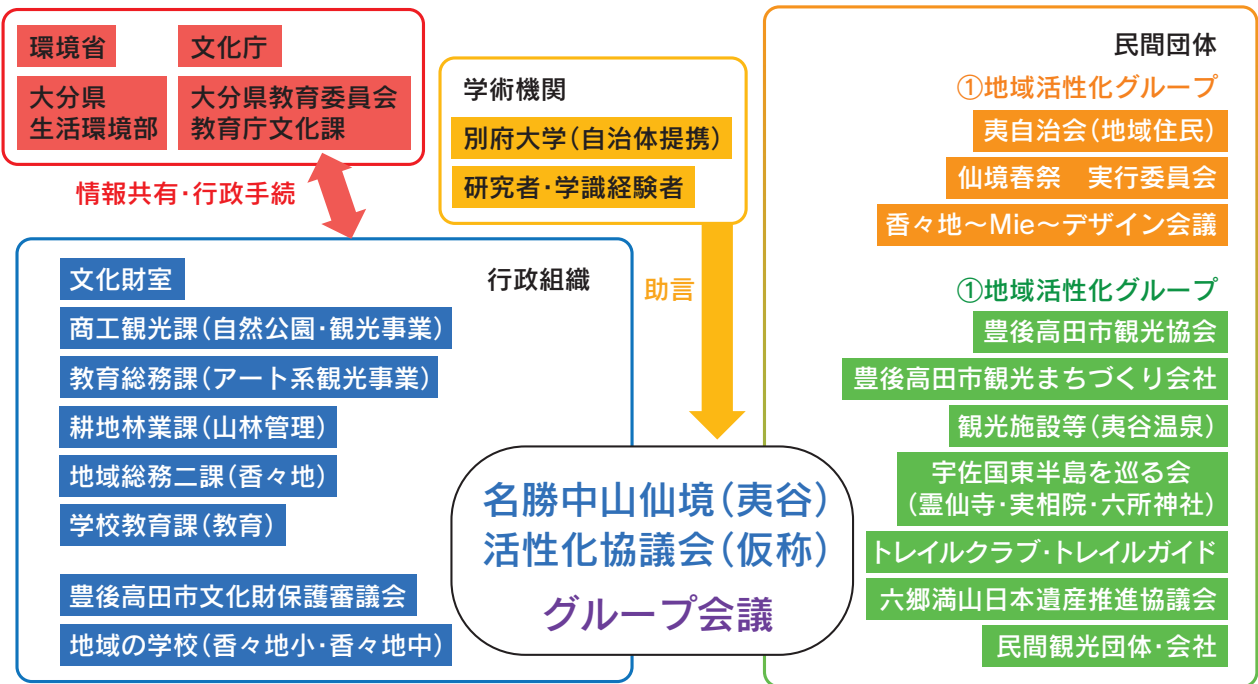 環境省
文化庁
大分県
生活環境部
大分県教育委員会
教育庁文化課
情報共有・行政手続
学術機関
別府大学（自治体提携）
研究者・学識経験者
助言
行政組織
文化財室
商工観光課（自然公園・観光事業）
教育総務課（アート系観光事業）
耕地林業課（山林管理）
地域総務二課（香々地）
学校教育課（教育）
豊後高田市文化財保護審議会
地域の学校（香々地小・香々地中）
名勝中山仙境（夷谷）
活性化協議会（仮称）
グループ会議
民間団体
①地域活性化グループ
夷自治会（地域住民）
仙境春祭　実行委員会
香々地〜Mie〜デザイン会議
①地域活性化グループ
豊後高田市観光協会
豊後高田市観光まちづくり会社
観光施設等（夷谷温泉）
宇佐国東半島を巡る会
（霊仙寺・実相院・六所神社）
トレイルクラブ・トレイルガイド
六郷満山日本遺産推進協議会
民間観光団体・会社